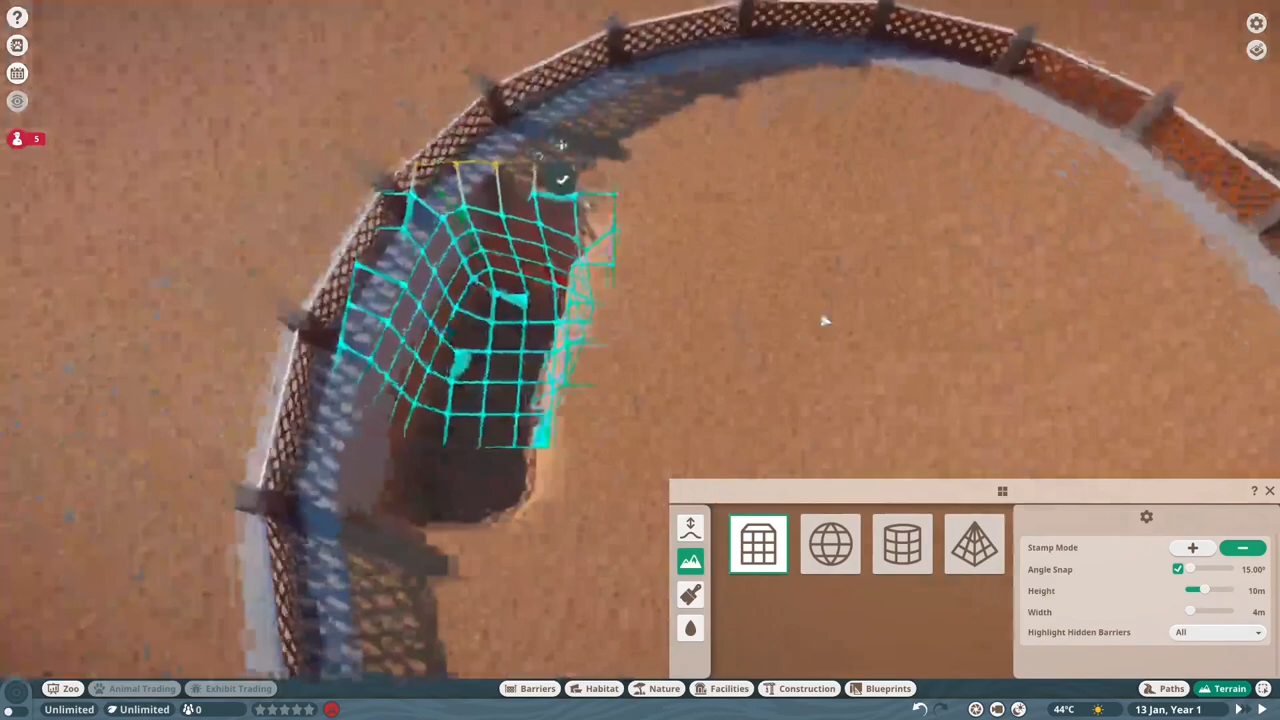 ?
5
?
Stamp Mode
Angle Snap 15.00°
Height 10m
Width 4m
Highlight Hidden Barriers All
Zoo Animal Trading Exhibit Trading Barriers Habitat Nature Facilities Construction Blueprints Paths Terrain
Unlimited Unlimited 0 44°C 13 Jan, Year 1